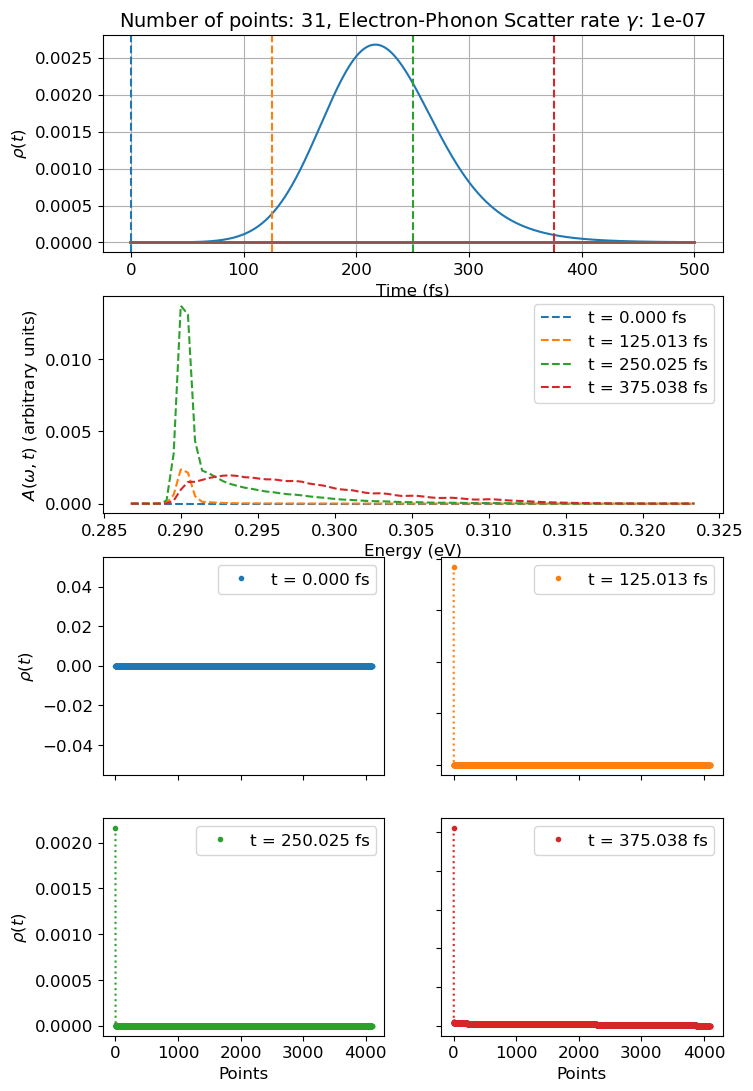 Number of points: 31, Electron-Phonon Scatter rate γ: 1e-07
ρ(t)
0.0025
0.0020
0.0015
0.0010
0.0005
0.0000
0 100 200 300 400 500
Time (fs)
A(ω, t) (arbitrary units)
0.010
0.005
0.000
t = 0.000 fs
t = 125.013 fs
t = 250.025 fs
t = 375.038 fs
0.285 0.290 0.295 0.300 0.305 0.310 0.315 0.320 0.325
Energy (eV)
ρ(t)
0.04
0.02
0.00
−0.02
−0.04
t = 0.000 fs
t = 125.013 fs
ρ(t)
0.0020
0.0015
0.0010
0.0005
0.0000
t = 250.025 fs
t = 375.038 fs
0 1000 2000 3000 4000
Points
0 1000 2000 3000 4000
Points